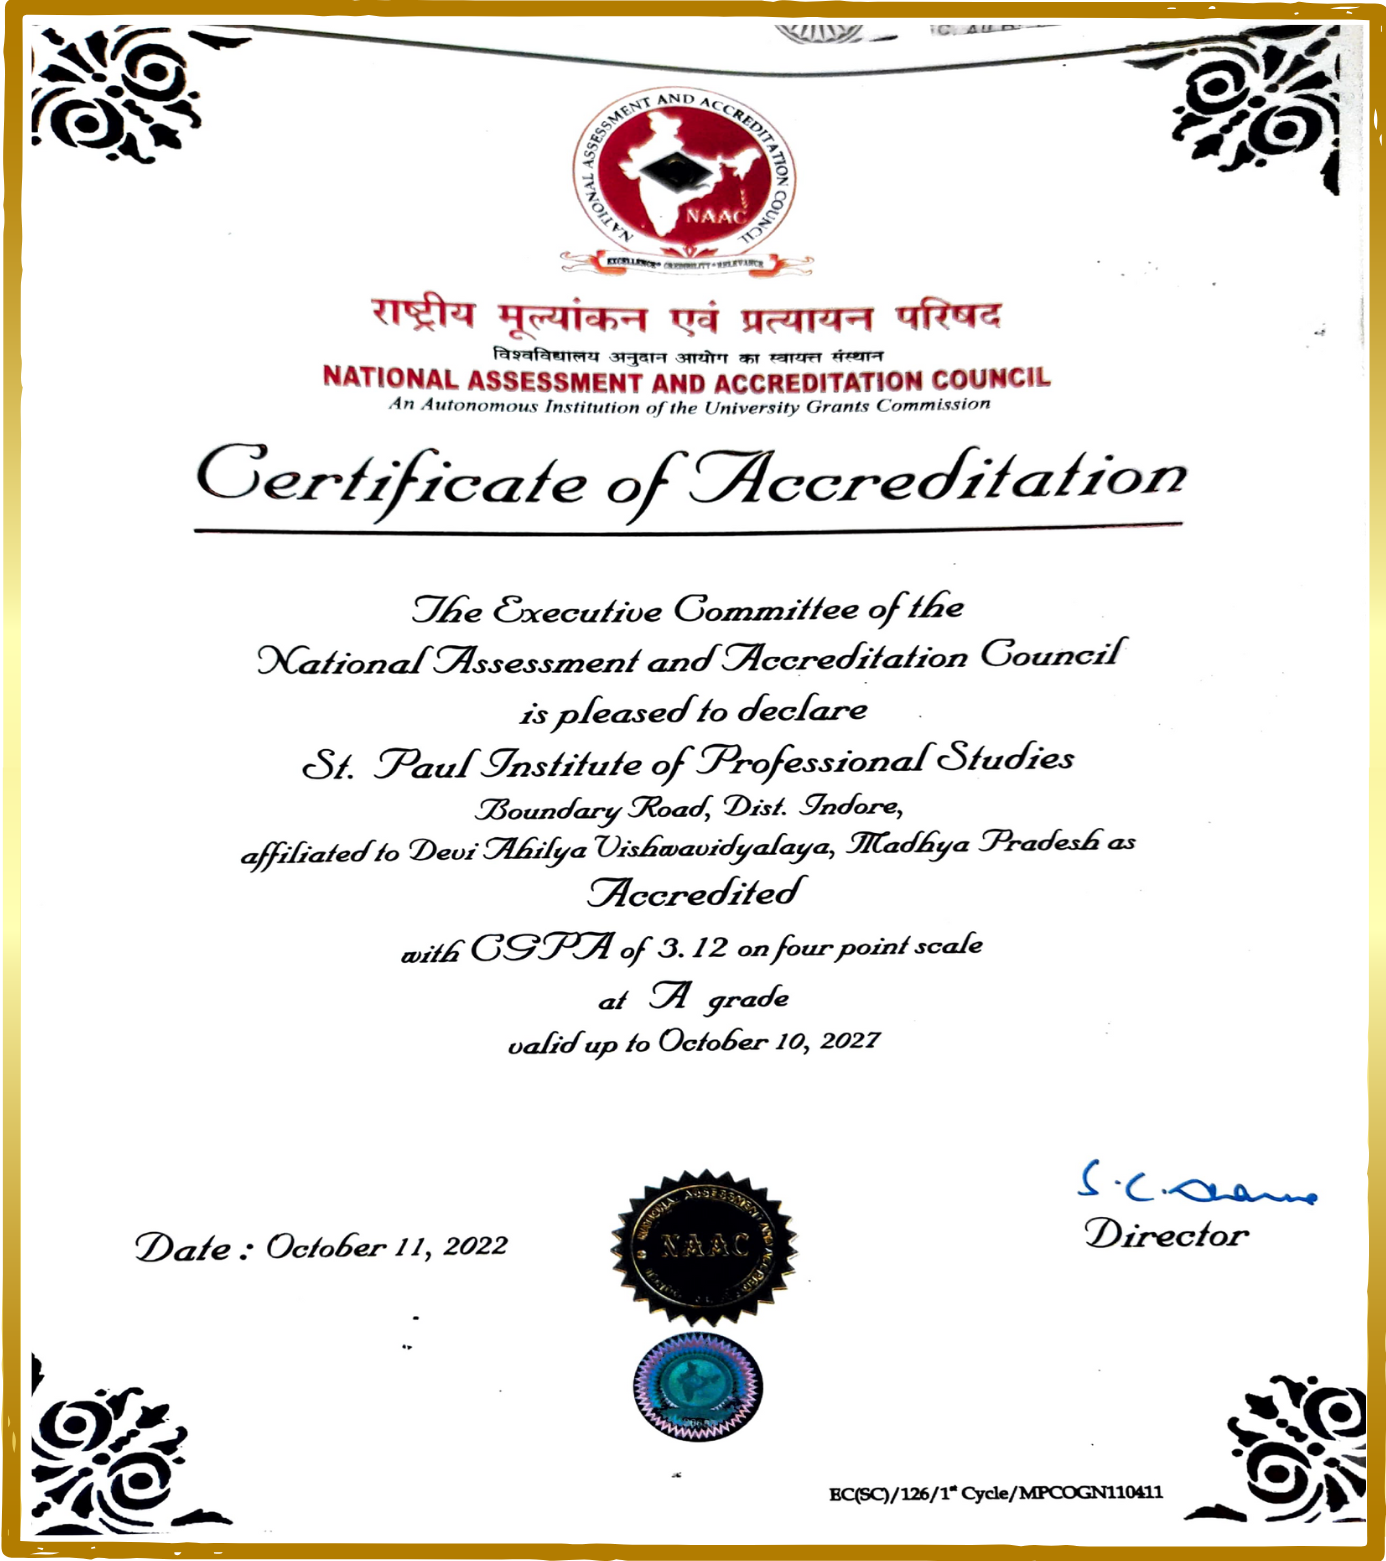 NATIONAL ASSESSMENT AND ACCREDITATION COUNCIL
NAAC
EXCELLENCE * CREDIBILITY * RELEVANCE
राष्ट्रीय मूल्यांकन एवं प्रत्यायन परिषद
विश्वविद्यालय अनुदान आयोग का स्वायत्त संस्थान
NATIONAL ASSESSMENT AND ACCREDITATION COUNCIL
An Autonomous Institution of the University Grants Commission
Certificate of Accreditation
The Executive Committee of the
National Assessment and Accreditation Council
is pleased to declare
St. Paul Institute of Professional Studies
Boundary Road, Dist. Indore,
affiliated to Devi Ahilya Vishwavidyalaya, Madhya Pradesh as
Accredited
with CGPA of 3.12 on four point scale
at A grade
valid up to October 10, 2027
S.C. Sharma
Director
Date : October 11, 2022
NAAC
EC(SC)/126/1st Cycle/MPCOGN110411